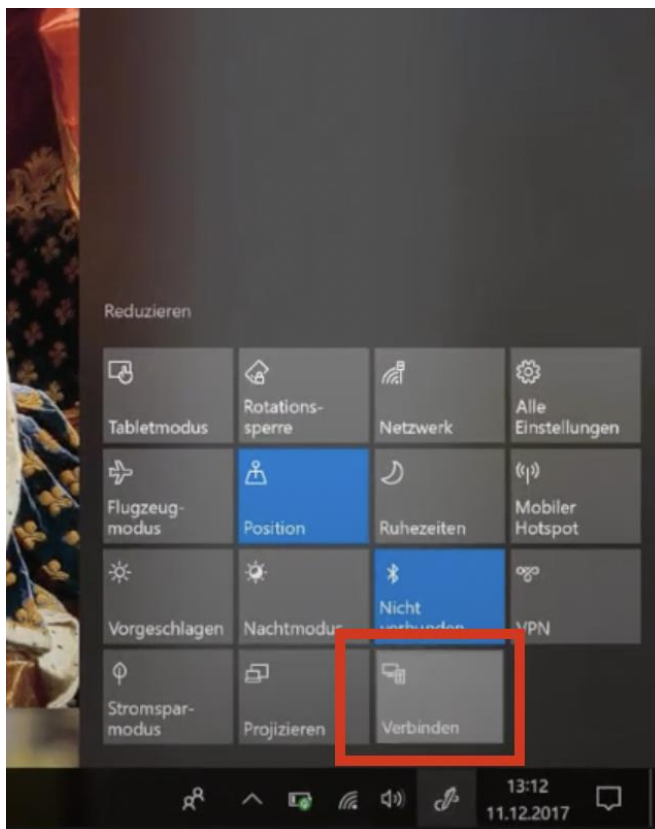 Reduzieren
Tabletmodus
Rotations-
sperre
Netzwerk
Alle
Einstellungen
Flugzeug-
modus
Position
Ruhezeiten
Mobiler
Hotspot
Vorgeschlagen
Nachtmodus
Nicht
verbunden
VPN
Stromspar-
modus
Projizieren
Verbinden
13:12
11.12.2017